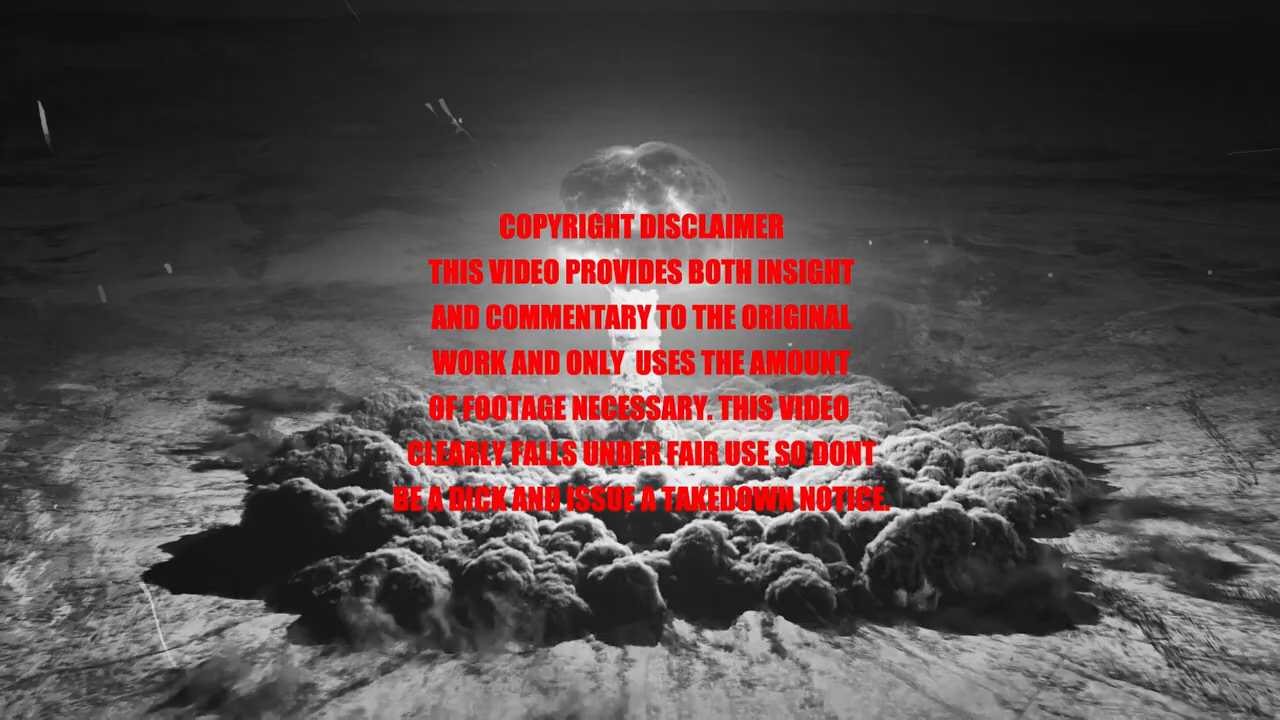 COPYRIGHT DISCLAIMER
THIS VIDEO PROVIDES BOTH INSIGHT
AND COMMENTARY TO THE ORIGINAL
WORK AND ONLY  USES THE AMOUNT
OF FOOTAGE NECESSARY. THIS VIDEO
CLEARLY FALLS UNDER FAIR USE SO DONT
BE A DICK AND ISSUE A TAKEDOWN NOTICE.